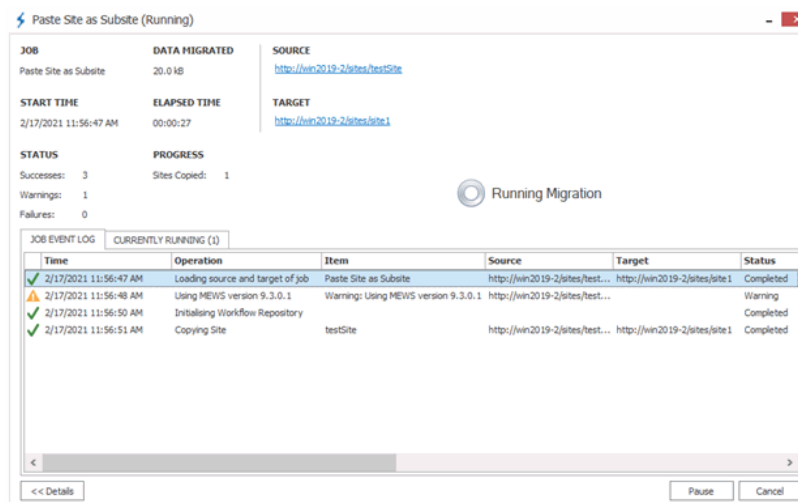 Paste Site as Subsite (Running)
JOB DATA MIGRATED SOURCE
Paste Site as Subsite 20.0 kB http://win2019-2/sites/testSite
START TIME ELAPSED TIME TARGET
2/17/2021 11:56:47 AM 00:00:27 http://win2019-2/sites/site1
STATUS PROGRESS
Successes: 3 Sites Copied: 1
Warnings: 1
Running Migration
Failures: 0
JOB EVENT LOG CURRENTLY RUNNING (1)
Time Operation Item Source Target Status
2/17/2021 11:56:47 AM Loading source and target of job Paste Site as Subsite http://win2019-2/sites/test... http://win2019-2/sites/site1 Completed
2/17/2021 11:56:48 AM Using MEWS version 9.3.0.1 Warning: Using MEWS version 9.3.0.1 http://win2019-2/sites/test... Warning
2/17/2021 11:56:50 AM Initialising Workflow Repository Completed
2/17/2021 11:56:51 AM Copying Site testSite http://win2019-2/sites/test... http://win2019-2/sites/site1 Completed
<< Details Pause Cancel